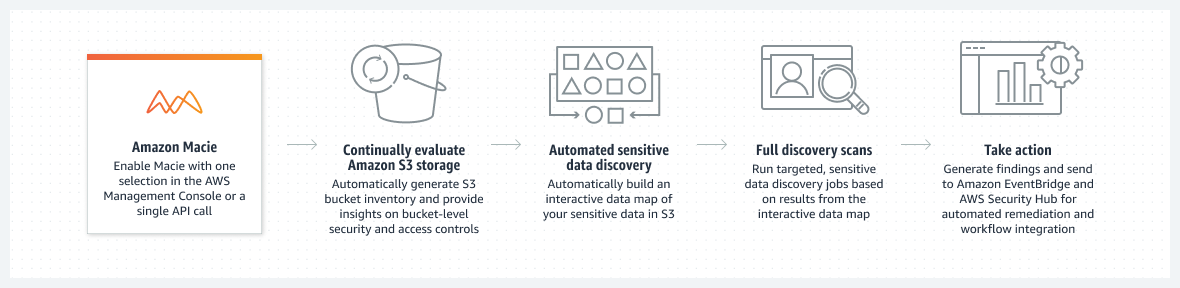 Amazon Macie
Enable Macie with one
selection in the AWS
Management Console or a
single API call
Continually evaluate
Amazon S3 storage
Automatically generate S3
bucket inventory and provide
insights on bucket-level
security and access controls
Automated sensitive
data discovery
Automatically build an
interactive data map of
your sensitive data in S3
Full discovery scans
Run targeted, sensitive
data discovery jobs based
on results from the
interactive data map
Take action
Generate findings and send
to Amazon EventBridge and
AWS Security Hub for
automated remediation and
workflow integration